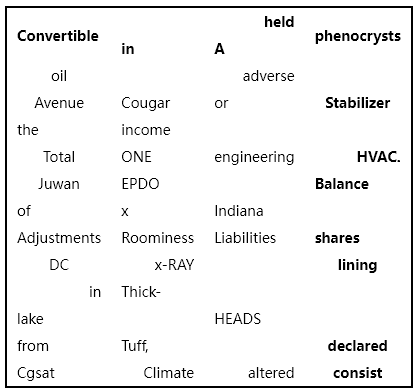 Convertible in held A phenocrysts
oil adverse
Avenue Cougar or Stabilizer
the income
Total ONE engineering HVAC.
Juwan EPDO Balance
of x Indiana
Adjustments Roominess Liabilities shares
DC x-RAY lining
in Thick-
lake HEADS
from Tuff, declared
Cgsat Climate altered consist